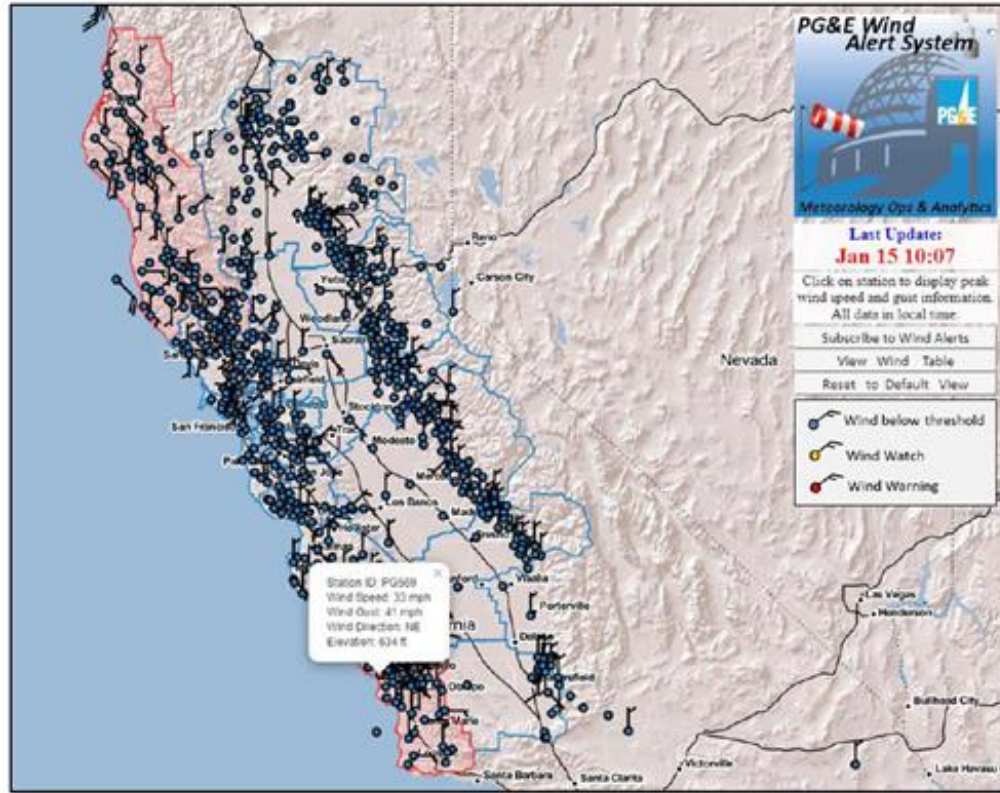 PG&E Wind
Alert System
PG&E
Meteorology Ops & Analytics
Last Update:
Jan 15 10:07
Click on station to display peak
wind speed and gust information.
All data in local time
Subscribe to Wind Alerts
View Wind Table
Reset to Default View
Wind below threshold
Wind Watch
Wind Warning
Reno
Carson City
Nevada
Woodland
Stockton
San Francisco
Modesto
Los Banos
Station ID: PG569
Wind Speed: 33 mph
Wind Gust: 41 mph
Wind Direction: NE
Elevation: 634 ft
Visalia
Porterville
Delano
Las Vegas
Henderson
Bullhead City
Victorville
Lake Havasu
Santa Barbara
Santa Clarita